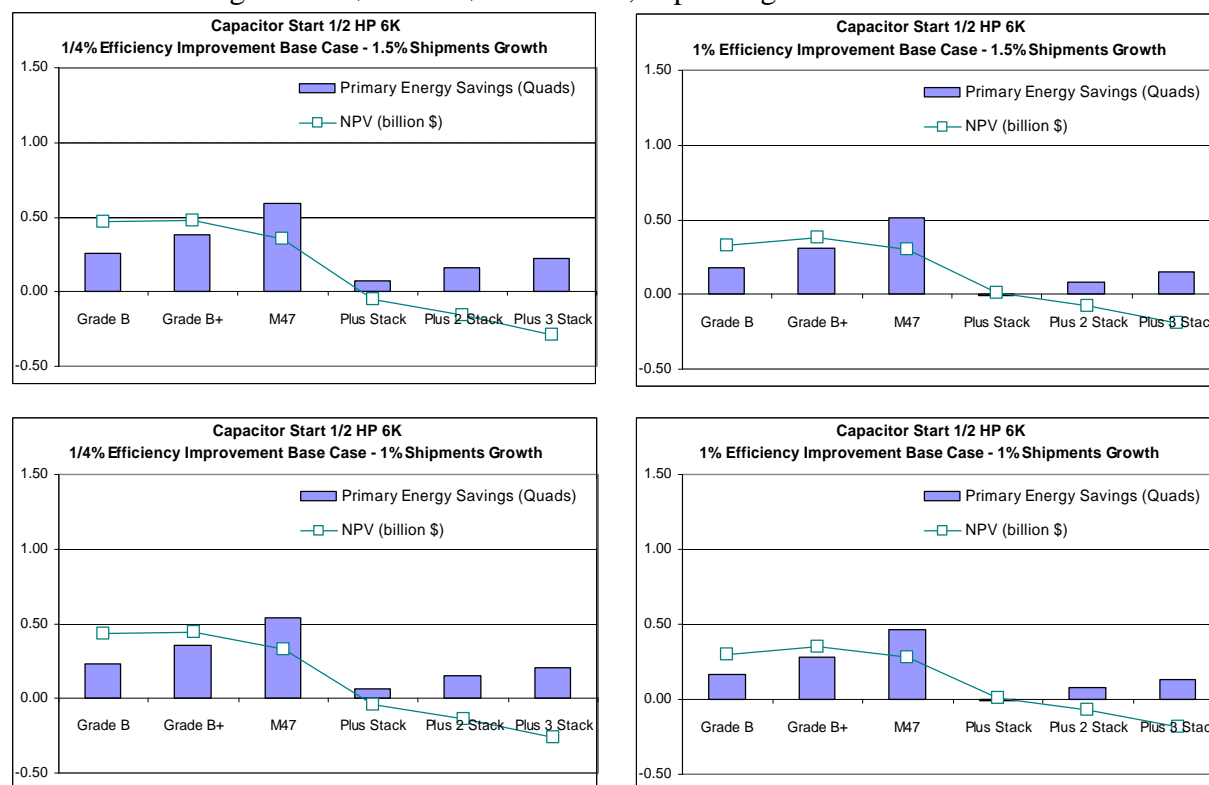 Capacitor Start 1/2 HP 6K
1/4% Efficiency Improvement Base Case - 1.5% Shipments Growth
1.50
Primary Energy Savings (Quads)
NPV (billion $)
1.00
0.50
0.00
Grade B Grade B+ M47 Plus Stack Plus 2 Stack Plus 3 Stack
-0.50
Capacitor Start 1/2 HP 6K
1% Efficiency Improvement Base Case - 1.5% Shipments Growth
1.50
Primary Energy Savings (Quads)
NPV (billion $)
1.00
0.50
0.00
Grade B Grade B+ M47 Plus Stack Plus 2 Stack Plus 3 Stac
-0.50
Capacitor Start 1/2 HP 6K
1/4% Efficiency Improvement Base Case - 1% Shipments Growth
1.50
Primary Energy Savings (Quads)
NPV (billion $)
1.00
0.50
0.00
Grade B Grade B+ M47 Plus Stack Plus 2 Stack Plus 3 Stack
-0.50
Capacitor Start 1/2 HP 6K
1% Efficiency Improvement Base Case - 1% Shipments Growth
1.50
Primary Energy Savings (Quads)
NPV (billion $)
1.00
0.50
0.00
Grade B Grade B+ M47 Plus Stack Plus 2 Stack Plus 3 Stac
-0.50